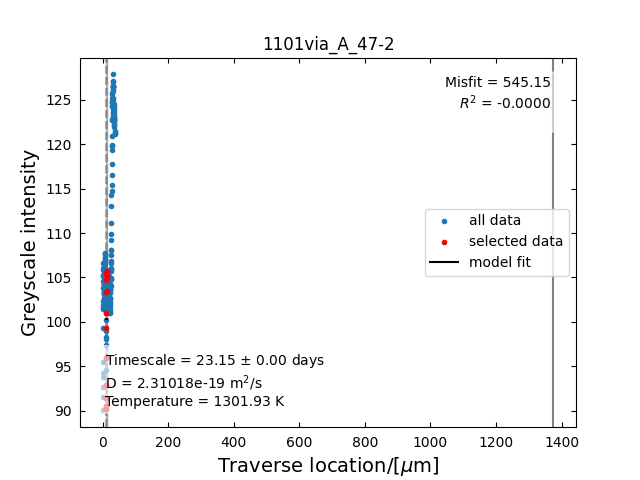 1101via_A_47-2
Misfit = 545.15
R² = -0.0000
125
120
115
110
105
100
95
90
Greyscale intensity
all data
selected data
model fit
Timescale = 23.15 ± 0.00 days
D = 2.31018e-19 m²/s
Temperature = 1301.93 K
0 200 400 600 800 1000 1200 1400
Traverse location/[μm]